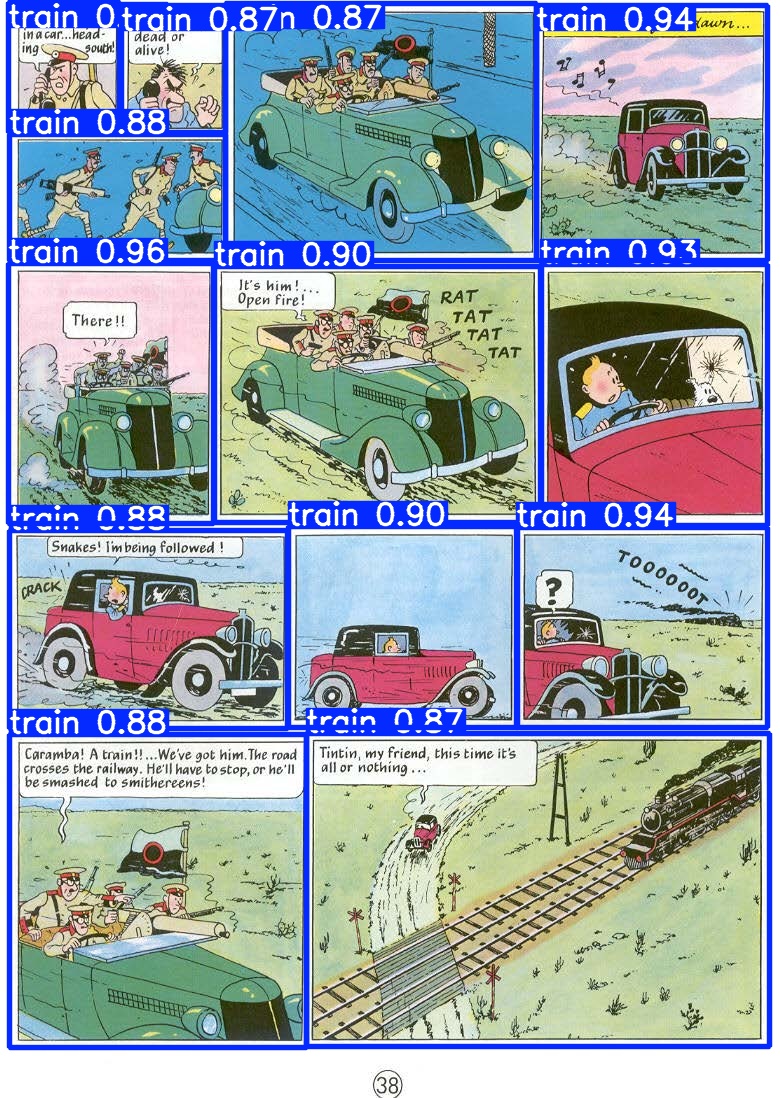 train 0.
in a car...head-
ing south!
train 0.87
dead or
alive!
n 0.87
train 0.94
dawn...
train 0.88
train 0.96
There!!
train 0.90
It's him!...
Open fire!
RAT
TAT
TAT
TAT
train 0.93
train 0.88
Snakes! I'm being followed!
CRACK
train 0.90
train 0.94
?
TOOOOOOT
train 0.88
Caramba! A train!!...We've got him. The road
crosses the railway. He'll have to stop, or he'll
be smashed to smithereens!
train 0.87
Tintin, my friend, this time it's
all or nothing...
38